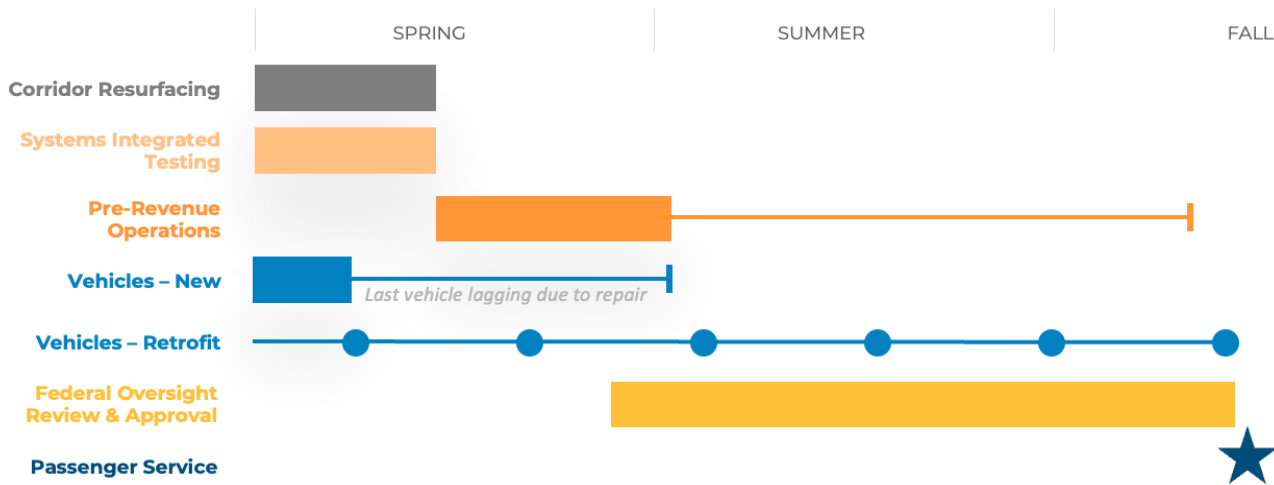 SPRING SUMMER FALL
Corridor Resurfacing
Systems Integrated
Testing
Pre-Revenue
Operations
Vehicles – New
Last vehicle lagging due to repair
Vehicles – Retrofit
Federal Oversight
Review & Approval
Passenger Service